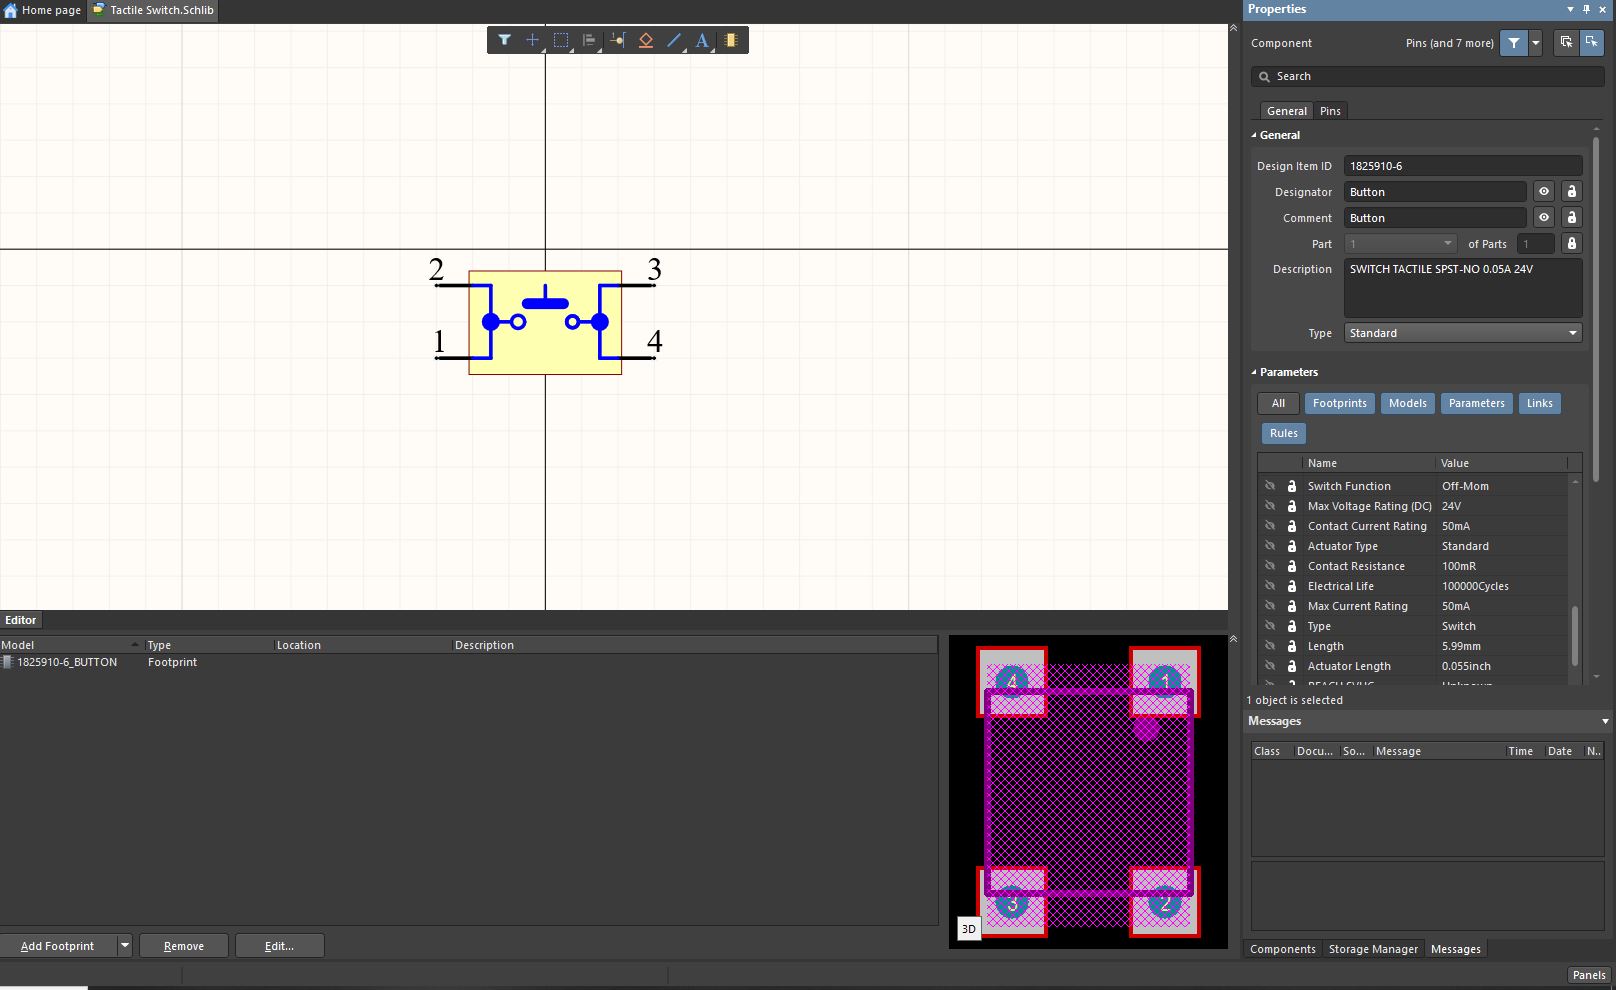 Home page
Tactile Switch.Schlib
2 3
1 4
Editor
Model Type Location Description
1825910-6_BUTTON Footprint
4 1
3 2
3D
Add Footprint Remove Edit...
Properties
Component Pins (and 7 more)
Search
General Pins
General
Design Item ID 1825910-6
Designator Button
Comment Button
Part 1 of Parts 1
Description SWITCH TACTILE SPST-NO 0.05A 24V
Type Standard
Parameters
All Footprints Models Parameters Links
Rules
Name Value
Switch Function Off-Mom
Max Voltage Rating (DC) 24V
Contact Current Rating 50mA
Actuator Type Standard
Contact Resistance 100mR
Electrical Life 100000Cycles
Max Current Rating 50mA
Type Switch
Length 5.99mm
Actuator Length 0.055inch
1 object is selected
Messages
Class Docu... So... Message Time Date N..
Components Storage Manager Messages
Panels